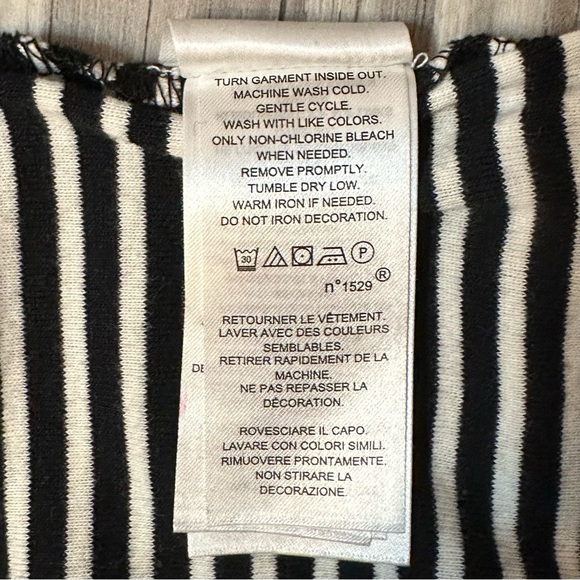 TURN GARMENT INSIDE OUT.
MACHINE WASH COLD.
GENTLE CYCLE.
WASH WITH LIKE COLORS.
ONLY NON-CHLORINE BLEACH
WHEN NEEDED.
REMOVE PROMPTLY.
TUMBLE DRY LOW.
WARM IRON IF NEEDED.
DO NOT IRON DECORATION.
30 P
n°1529 ®
RETOURNER LE VÊTEMENT.
LAVER AVEC DES COULEURS
SEMBLABLES.
RETIRER RAPIDEMENT DE LA
MACHINE.
NE PAS REPASSER LA
DÉCORATION.
ROVESCIARE IL CAPO.
LAVARE CON COLORI SIMILI.
RIMUOVERE PRONTAMENTE.
NON STIRARE LA
DECORAZIONE.